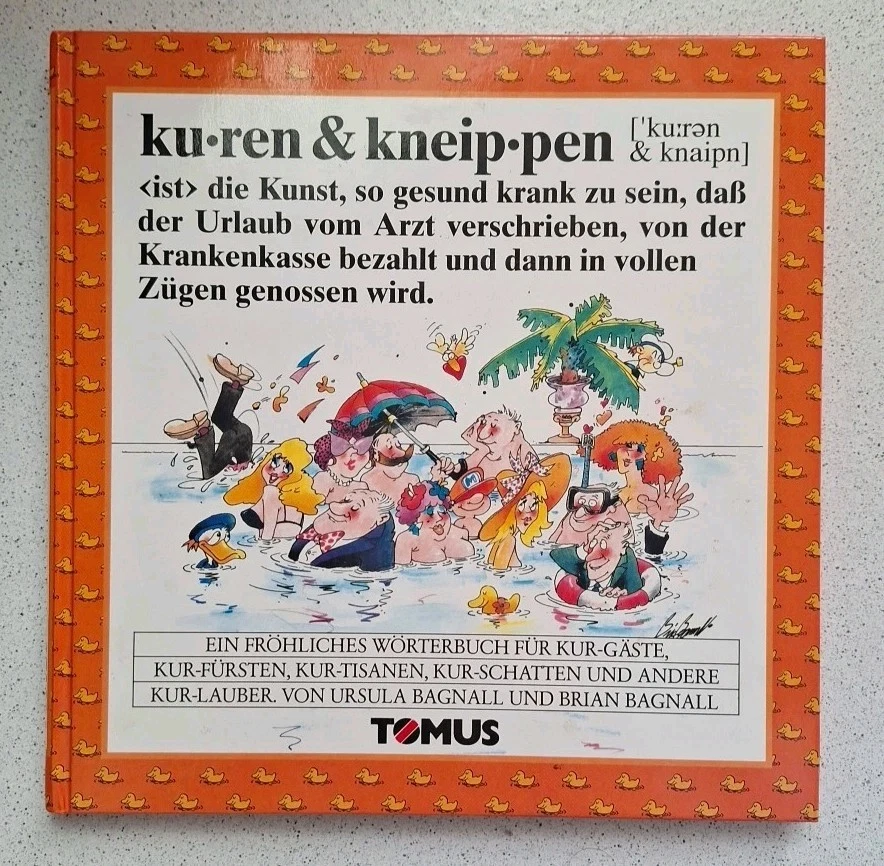 ku•ren & kneip•pen
['ku:rən
& knaipn]
<ist> die Kunst, so gesund krank zu sein, daß
der Urlaub vom Arzt verschrieben, von der
Krankenkasse bezahlt und dann in vollen
Zügen genossen wird.
M
EIN FRÖHLICHES WÖRTERBUCH FÜR KUR-GÄSTE,
KUR-FÜRSTEN, KUR-TISANEN, KUR-SCHATTEN UND ANDERE
KUR-LAUBER. VON URSULA BAGNALL UND BRIAN BAGNALL
TOMUS